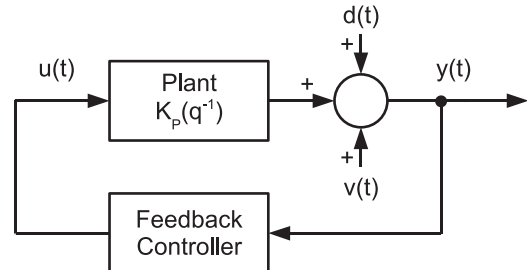 d(t)
+
u(t)
Plant
K_P(q⁻¹)
+
y(t)
+
v(t)
Feedback
Controller